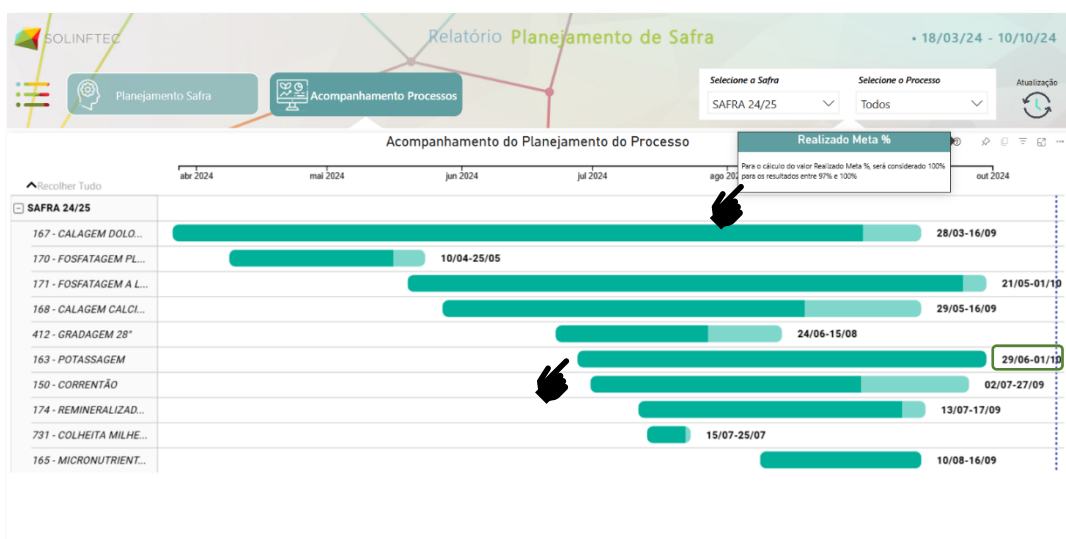 SOLINFTEC
Relatório Planejamento de Safra
• 18/03/24 - 10/10/24
Planejamento Safra
Acompanhamento Processos
Selecione a Safra
SAFRA 24/25
Selecione o Processo
Todos
Atualização
Acompanhamento do Planejamento do Processo
Realizado Meta %
Para o cálculo do valor Realizado Meta %, será considerado 100%
para os resultados entre 97% e 100%
Recolher Tudo
abr 2024
mai 2024
jun 2024
jul 2024
ago 202
out 2024
SAFRA 24/25
167 - CALAGEM DOLO...
28/03-16/09
170 - FOSFATAGEM PL...
10/04-25/05
171 - FOSFATAGEM A L...
21/05-01/10
168 - CALAGEM CALCI...
29/05-16/09
412 - GRADAGEM 28"
24/06-15/08
163 - POTASSAGEM
29/06-01/10
150 - CORRENTÃO
02/07-27/09
174 - REMINERALIZAD...
13/07-17/09
731 - COLHEITA MILHE...
15/07-25/07
165 - MICRONUTRIENT...
10/08-16/09